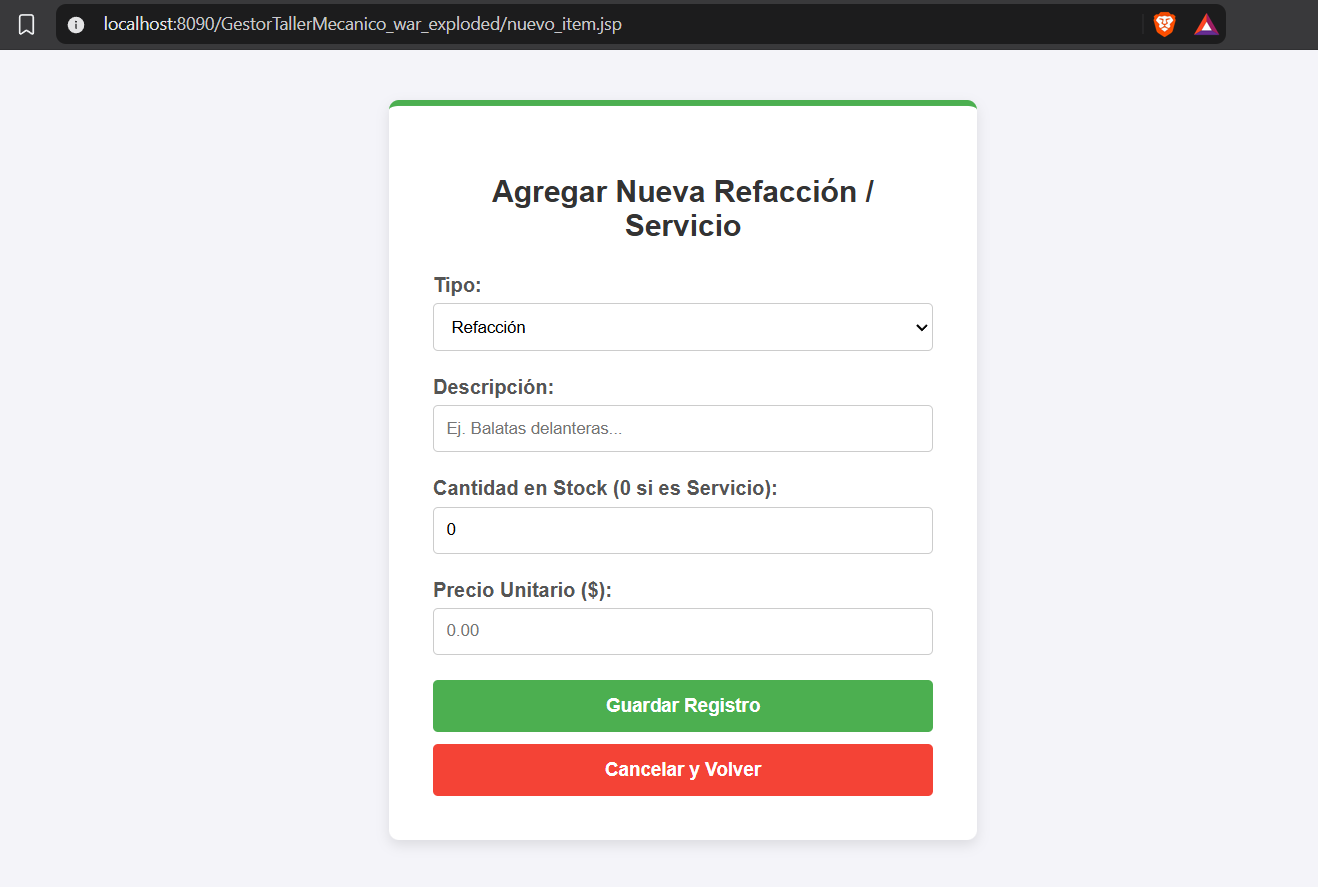 localhost:8090/GestorTallerMecanico_war_exploded/nuevo_item.jsp
Agregar Nueva Refacción /
Servicio
Tipo:
Refacción
Descripción:
Ej. Balatas delanteras...
Cantidad en Stock (0 si es Servicio):
0
Precio Unitario ($):
0.00
Guardar Registro
Cancelar y Volver